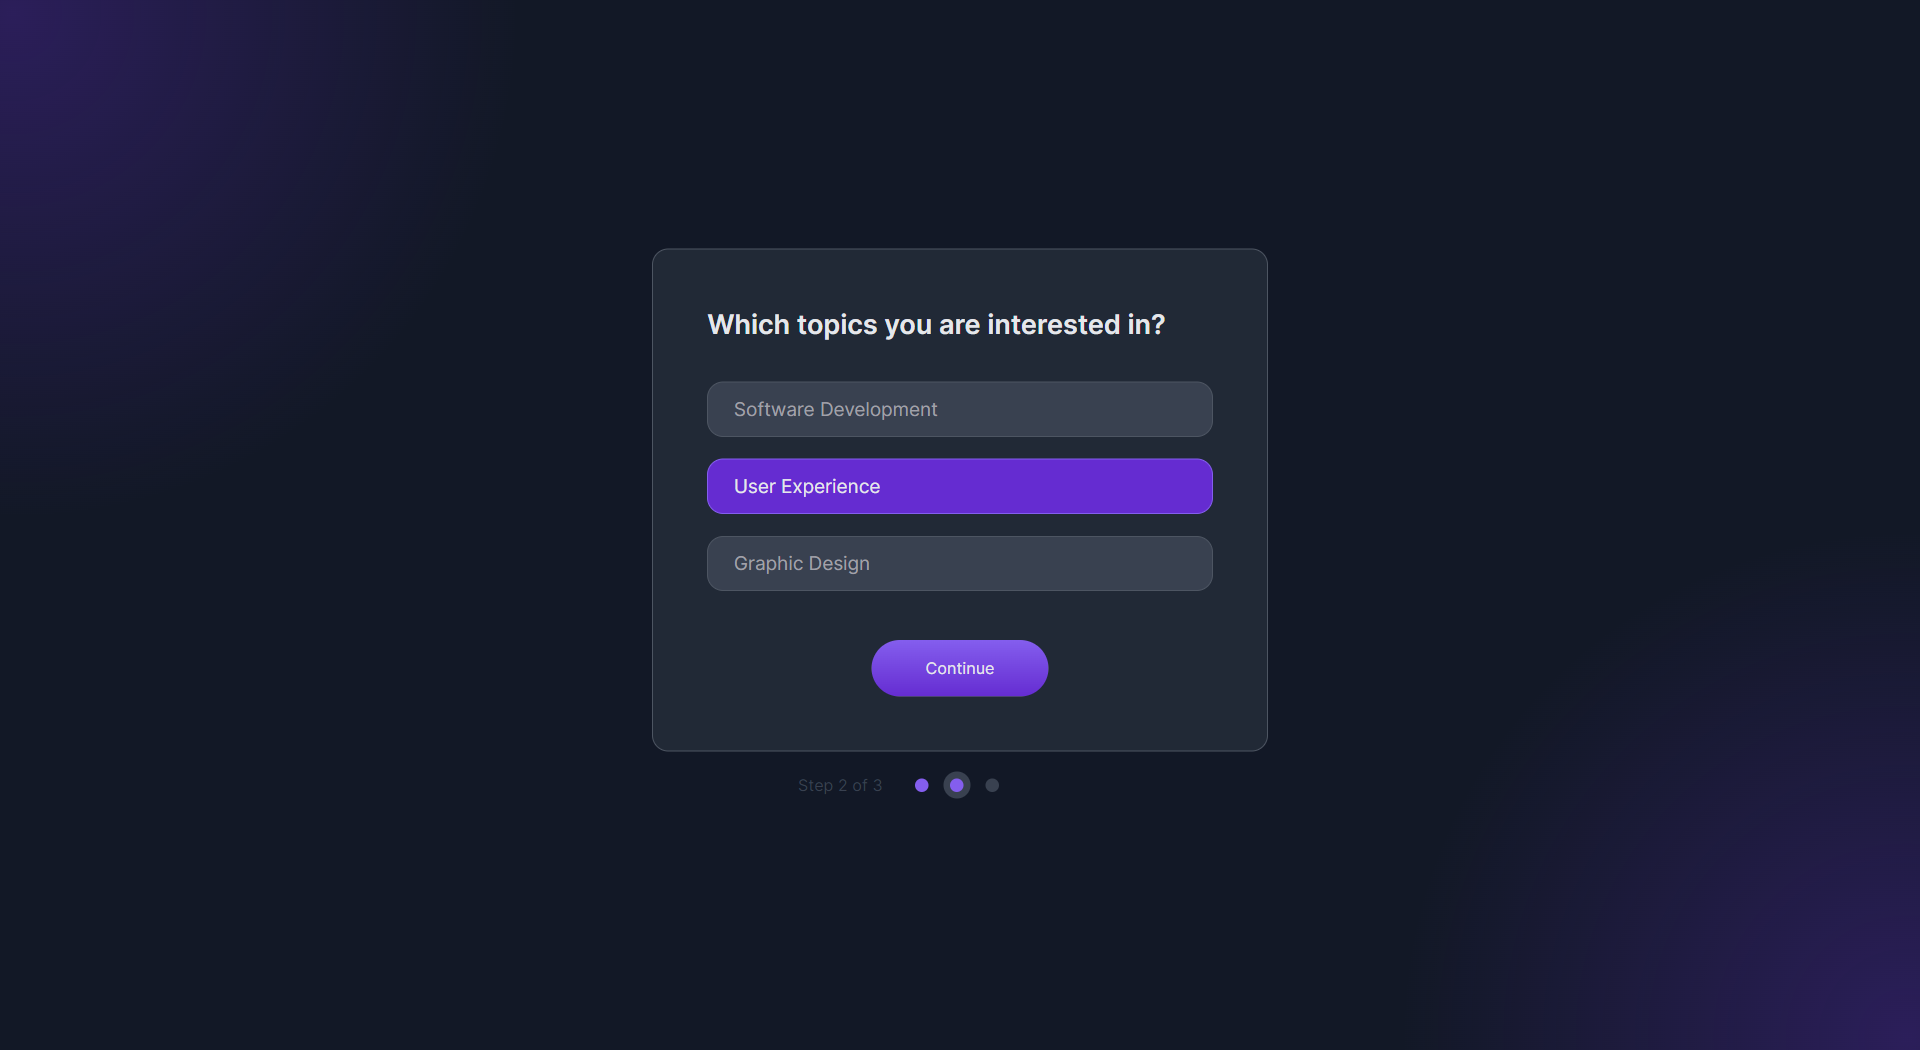 Which topics you are interested in?
Software Development
User Experience
Graphic Design
Continue
Step 2 of 3